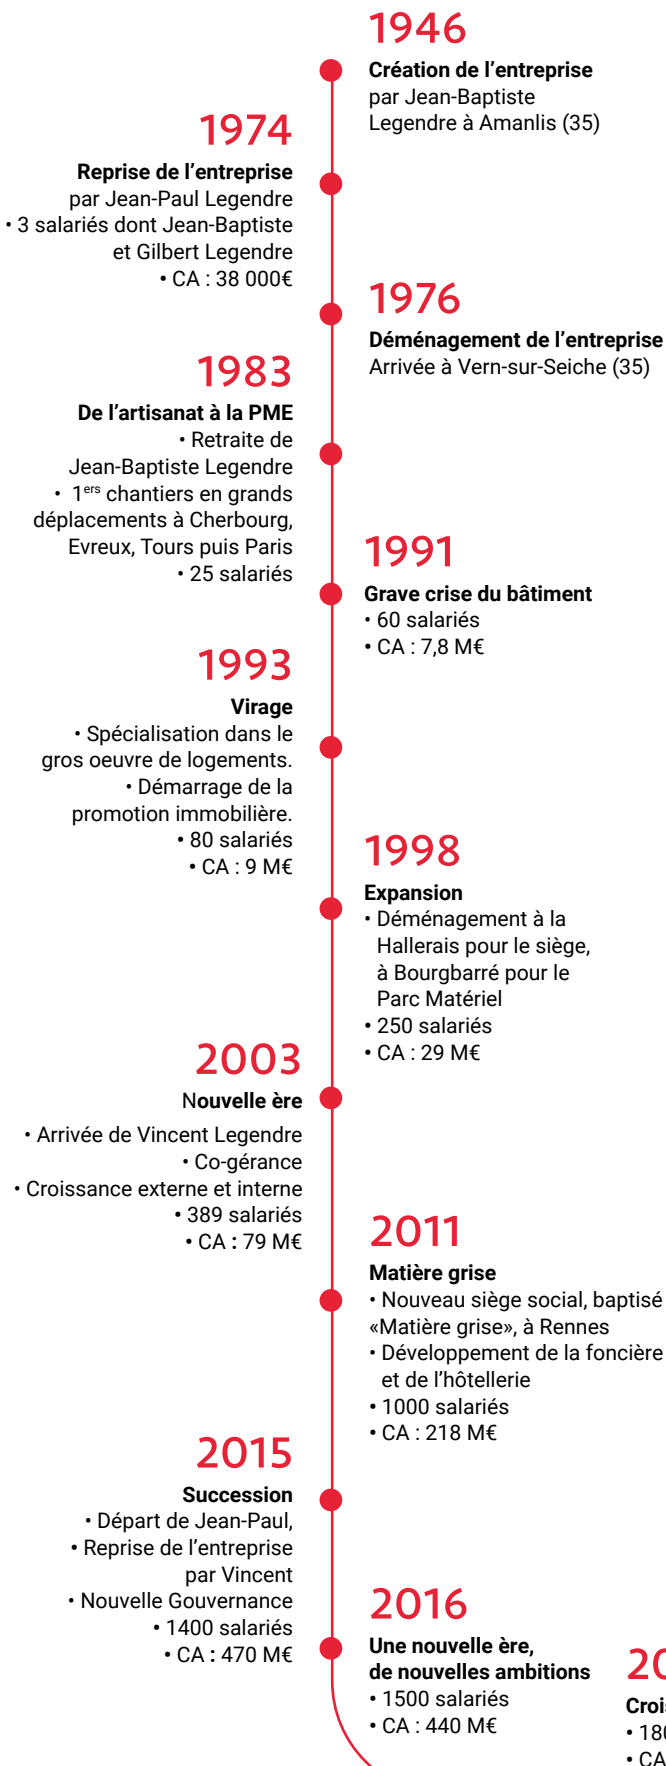 1946
Création de l’entreprise
par Jean-Baptiste
Legendre à Amanlis (35)
1974
Reprise de l’entreprise
par Jean-Paul Legendre
• 3 salariés dont Jean-Baptiste
et Gilbert Legendre
• CA : 38 000€
1976
Déménagement de l’entreprise
Arrivée à Vern-sur-Seiche (35)
1983
De l’artisanat à la PME
• Retraite de
Jean-Baptiste Legendre
• 1ers chantiers en grands
déplacements à Cherbourg,
Evreux, Tours puis Paris
• 25 salariés
1991
Grave crise du bâtiment
• 60 salariés
• CA : 7,8 M€
1993
Virage
• Spécialisation dans le
gros oeuvre de logements.
• Démarrage de la
promotion immobilière.
• 80 salariés
• CA : 9 M€
1998
Expansion
• Déménagement à la
Hallerais pour le siège,
à Bourgbarré pour le
Parc Matériel
• 250 salariés
• CA : 29 M€
2003
Nouvelle ère
• Arrivée de Vincent Legendre
• Co-gérance
• Croissance externe et interne
• 389 salariés
• CA : 79 M€
2011
Matière grise
• Nouveau siège social, baptisé
«Matière grise», à Rennes
• Développement de la foncière
et de l’hôtellerie
• 1000 salariés
• CA : 218 M€
2015
Succession
• Départ de Jean-Paul,
• Reprise de l’entreprise
par Vincent
• Nouvelle Gouvernance
• 1400 salariés
• CA : 470 M€
2016
Une nouvelle ère,
de nouvelles ambitions
• 1500 salariés
• CA : 440 M€
• CA